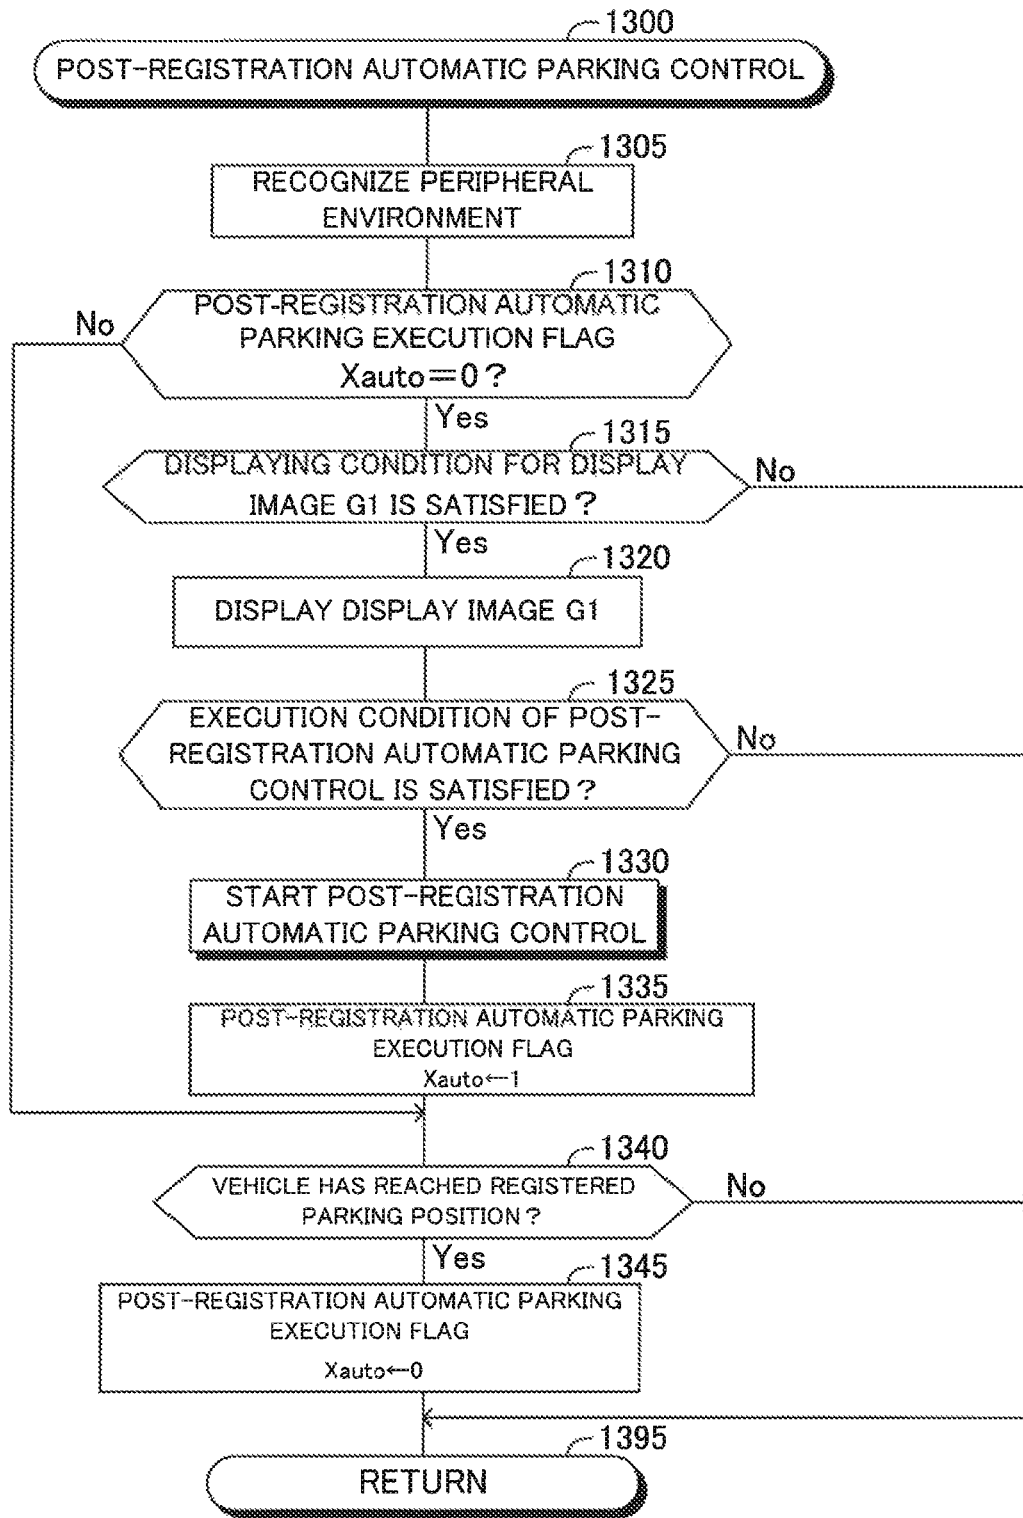 1300
POST-REGISTRATION AUTOMATIC PARKING CONTROL
1305
RECOGNIZE PERIPHERAL
ENVIRONMENT
1310
POST-REGISTRATION AUTOMATIC
PARKING EXECUTION FLAG
Xauto=0?
No
Yes
1315
DISPLAYING CONDITION FOR DISPLAY
IMAGE G1 IS SATISFIED?
No
Yes
1320
DISPLAY DISPLAY IMAGE G1
1325
EXECUTION CONDITION OF POST-
REGISTRATION AUTOMATIC PARKING
CONTROL IS SATISFIED?
No
Yes
1330
START POST-REGISTRATION
AUTOMATIC PARKING CONTROL
1335
POST-REGISTRATION AUTOMATIC PARKING
EXECUTION FLAG
Xauto←1
1340
VEHICLE HAS REACHED REGISTERED
PARKING POSITION?
No
Yes
1345
POST-REGISTRATION AUTOMATIC PARKING
EXECUTION FLAG
Xauto←0
1395
RETURN